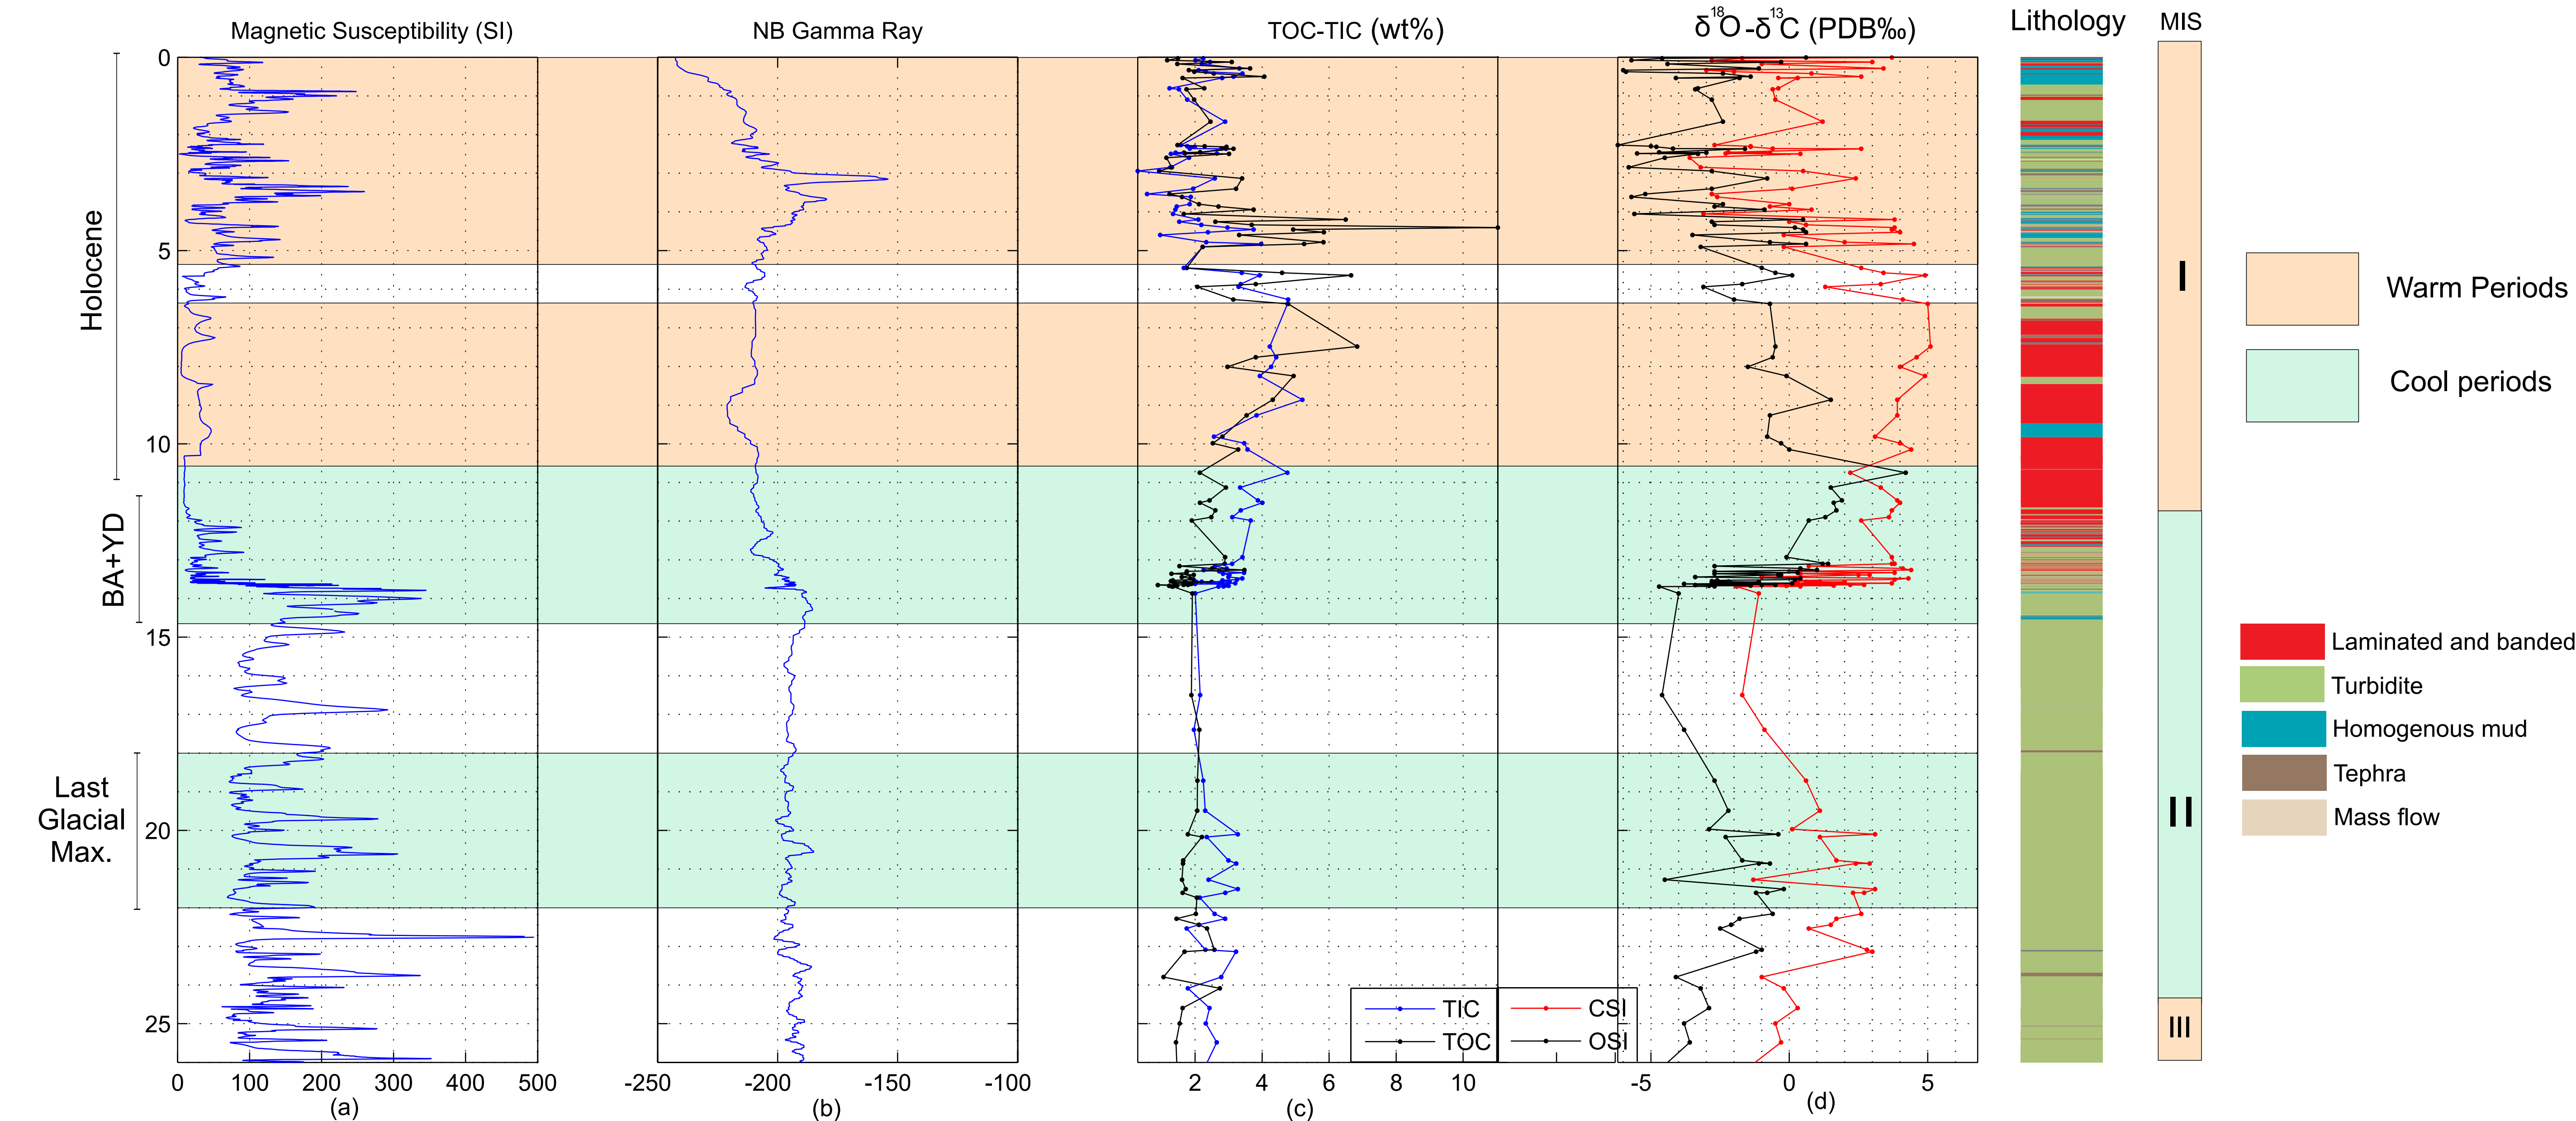 Magnetic Susceptibility (SI)
NB Gamma Ray
TOC-TIC (wt%)
δ18O-δ13C (PDB‰)
Lithology
MIS
0
5
10
15
20
25
Holocene
BA+YD
Last
Glacial
Max.
I
II
III
Warm Periods
Cool periods
Laminated and banded
Turbidite
Homogenous mud
Tephra
Mass flow
TIC
TOC
CSI
OSI
0 100 200 300 400 500
-250 -200 -150 -100
2 4 6 8 10
-5 0 5
(a)
(b)
(c)
(d)